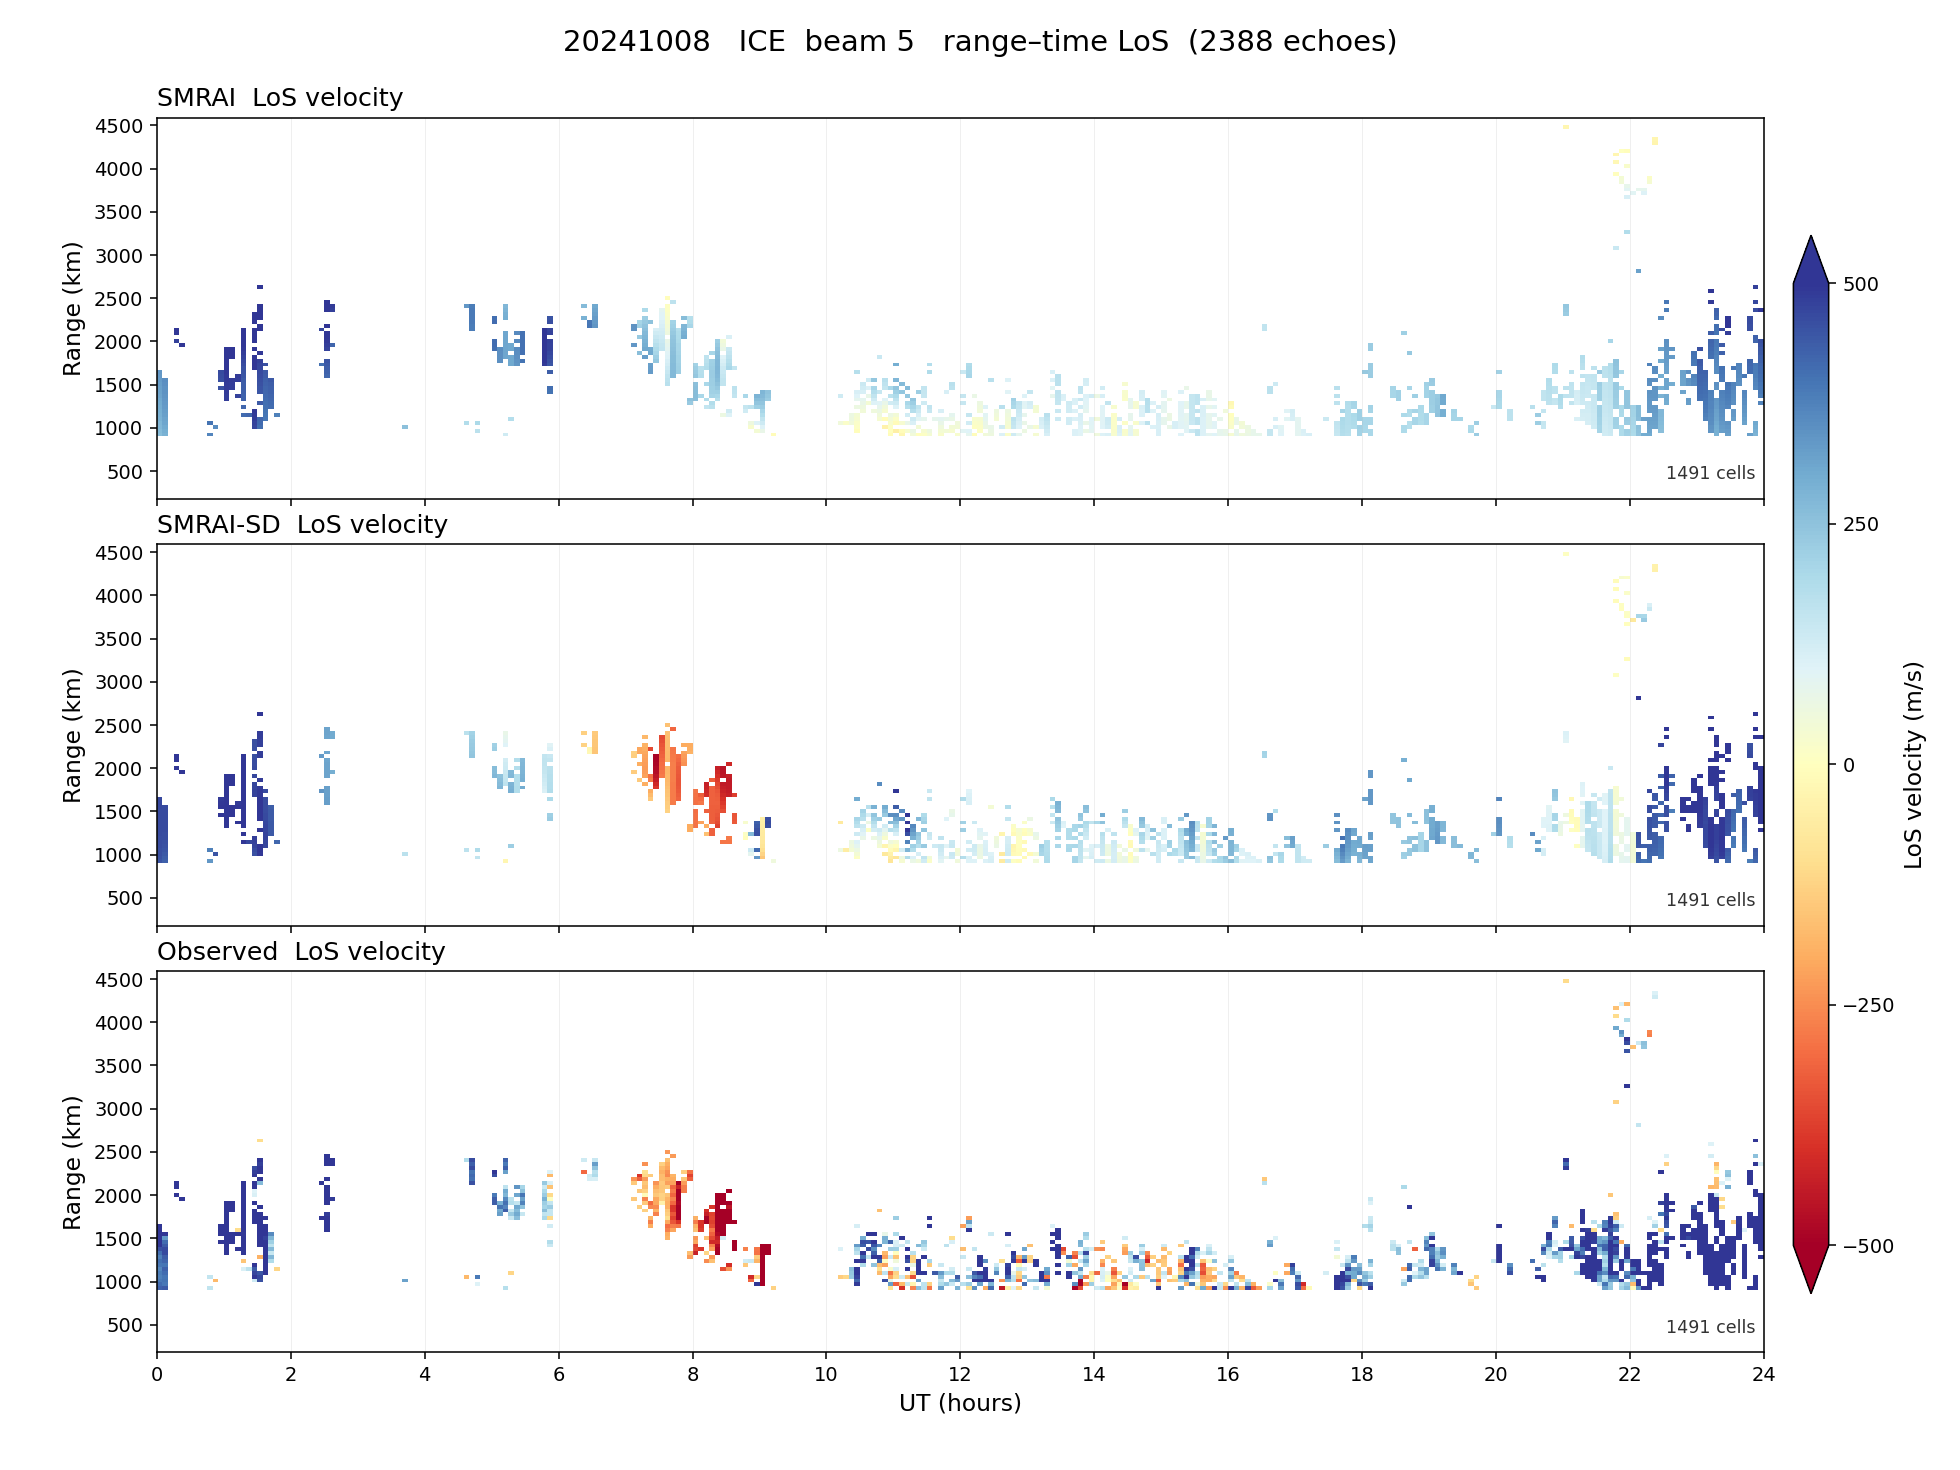 20241008 ICE beam 5 range–time LoS (2388 echoes)
SMRAI LoS velocity
4500
4000
3500
3000
2500
2000
1500
1000
500
Range (km)
1491 cells
SMRAI-SD LoS velocity
4500
4000
3500
3000
2500
2000
1500
1000
500
Range (km)
1491 cells
Observed LoS velocity
4500
4000
3500
3000
2500
2000
1500
1000
500
Range (km)
1491 cells
0 2 4 6 8 10 12 14 16 18 20 22 24
UT (hours)
500
250
0
−250
−500
LoS velocity (m/s)